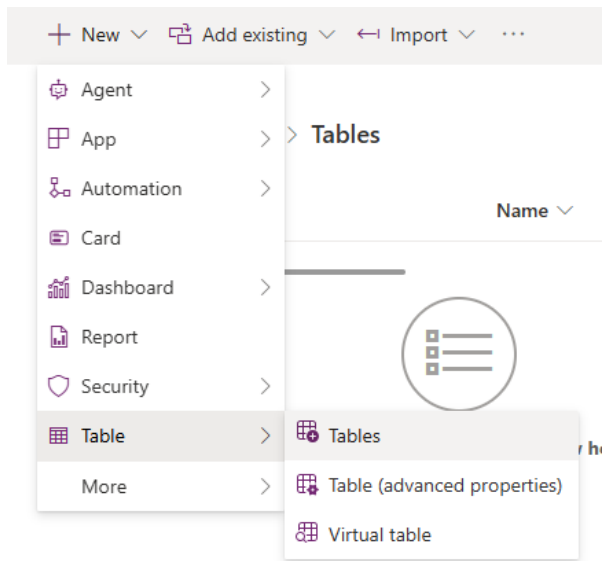 New Add existing Import ...
Agent
App
> Tables
Automation
Name
Card
Dashboard
Report
Security
Table
Tables
More
Table (advanced properties)
Virtual table